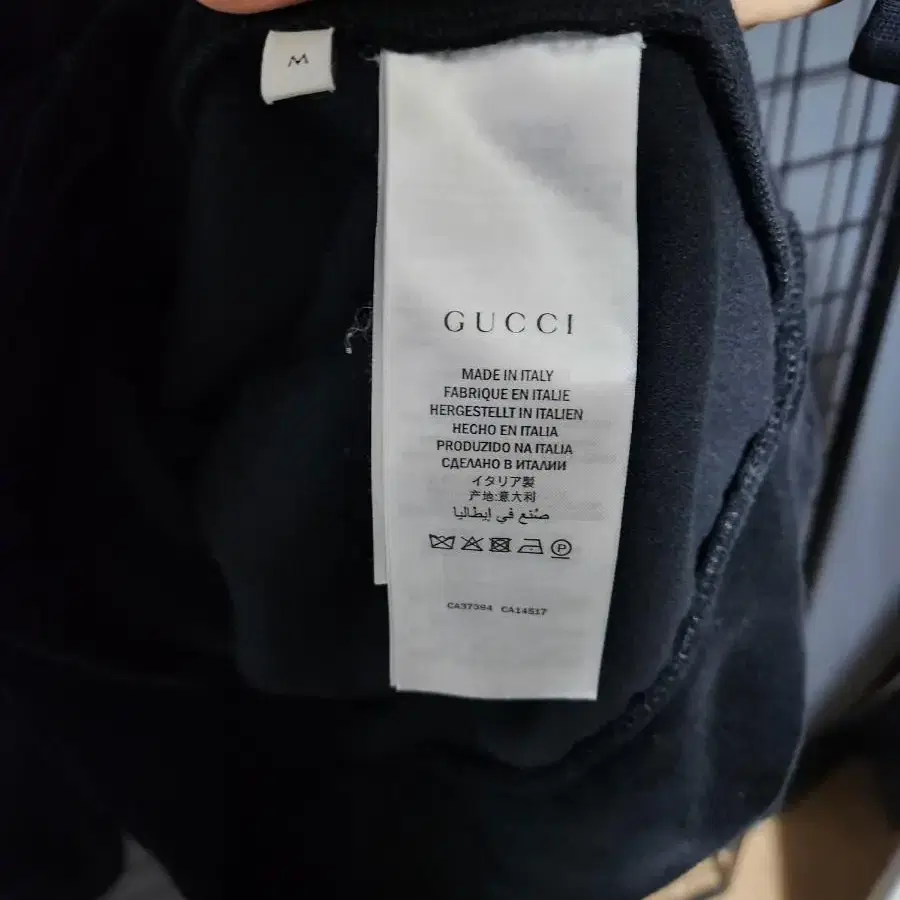 M
GUCCI
MADE IN ITALY
FABRIQUE EN ITALIE
HERGESTELLT IN ITALIEN
HECHO EN ITALIA
PRODUZIDO NA ITALIA
СДЕЛАНО В ИТАЛИИ
イタリア製
产地:意大利
صُنع في إيطاليا
CA37394 CA14517